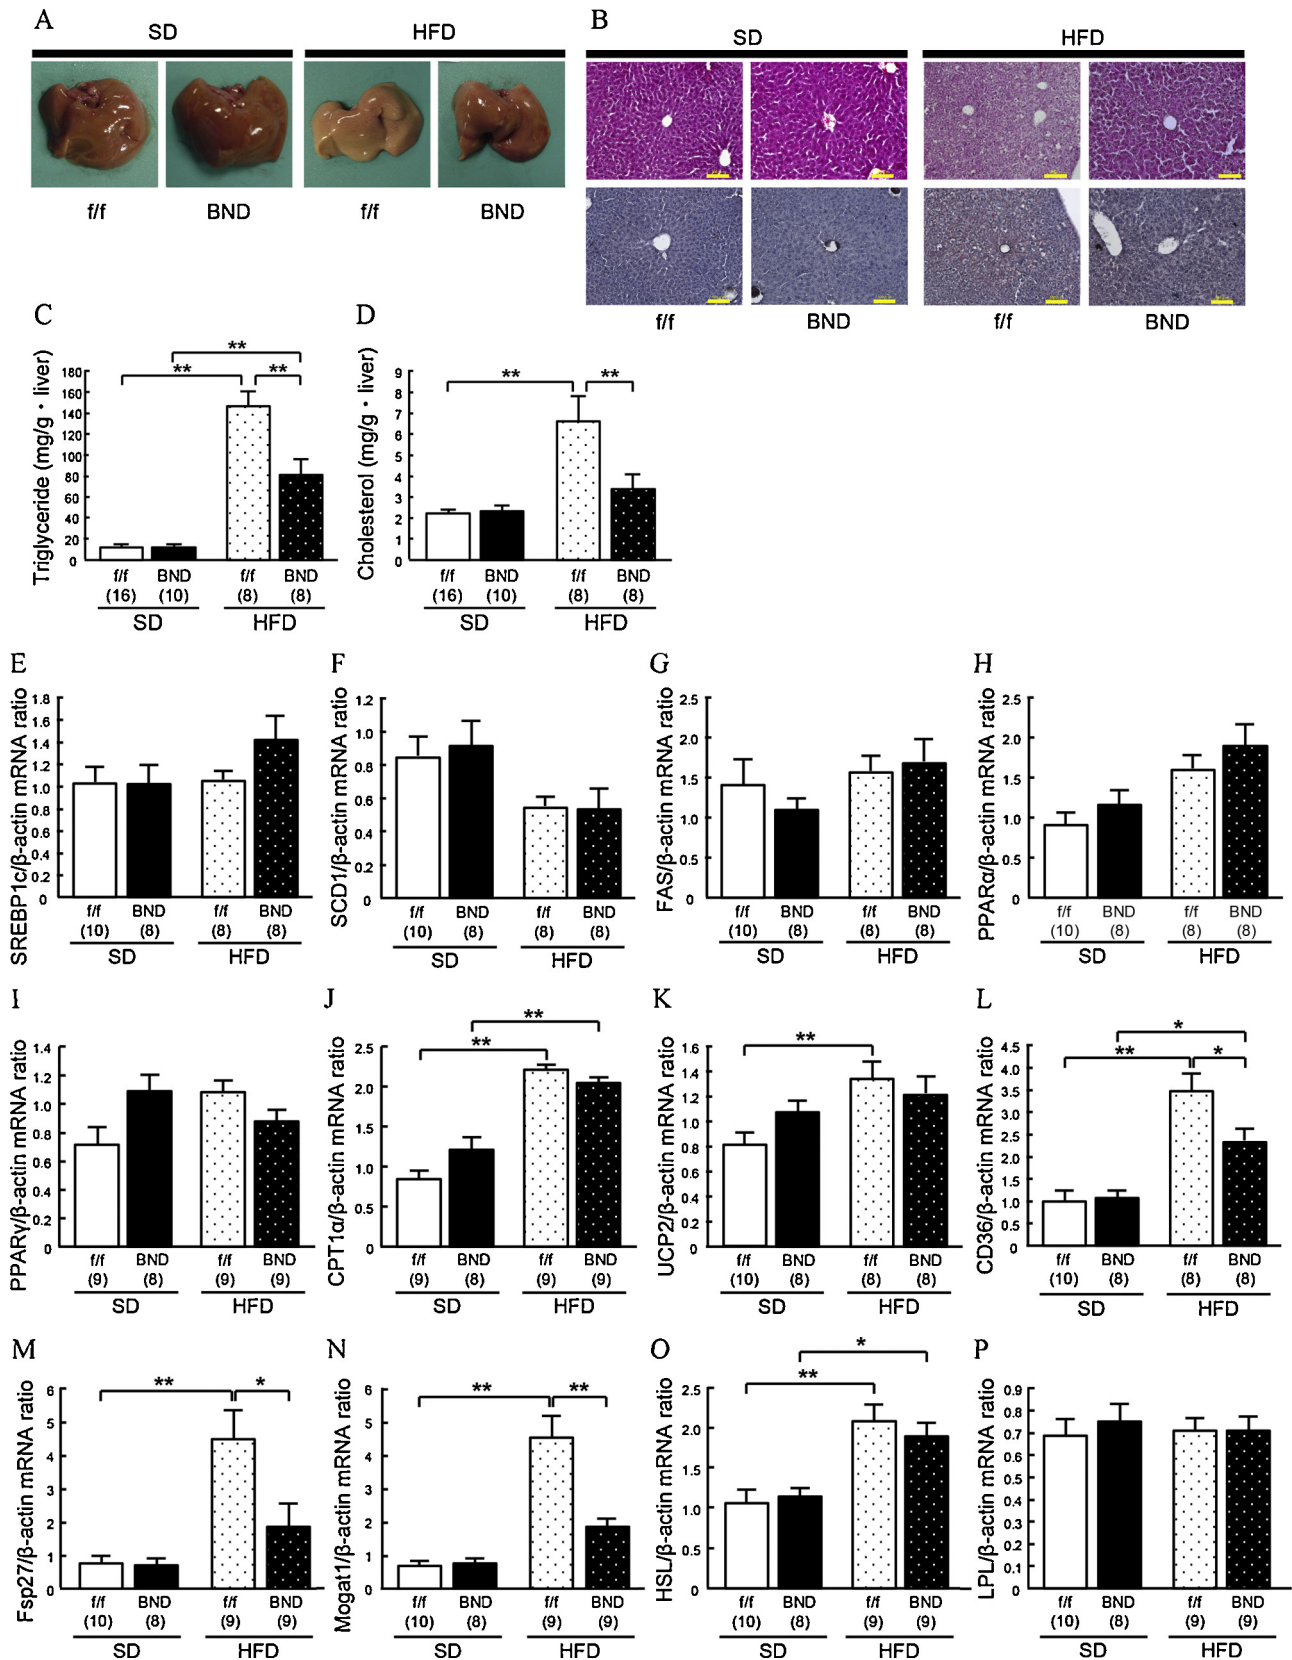 A
SD HFD
f/f BND f/f BND
B
SD HFD
f/f BND f/f BND
C
Triglyceride (mg/g・liver)
180
160
140
120
100
80
60
40
20
0
** ** **
f/f BND f/f BND
(16) (10) (8) (8)
SD HFD
D
Cholesterol (mg/g・liver)
9
8
7
6
5
4
3
2
1
0
** **
f/f BND f/f BND
(16) (10) (8) (8)
SD HFD
E
SREBP1c/β-actin mRNA ratio
1.8
1.6
1.4
1.2
1.0
0.8
0.6
0.4
0.2
0
f/f BND f/f BND
(10) (8) (8) (8)
SD HFD
F
SCD1/β-actin mRNA ratio
1.2
1.0
0.8
0.6
0.4
0.2
0
f/f BND f/f BND
(10) (8) (8) (8)
SD HFD
G
FAS/β-actin mRNA ratio
2.5
2.0
1.5
1.0
0.5
0
f/f BND f/f BND
(10) (8) (8) (8)
SD HFD
H
PPARα/β-actin mRNA ratio
2.5
2.0
1.5
1.0
0.5
0
f/f BND f/f BND
(10) (8) (8) (8)
SD HFD
I
PPARγ/β-actin mRNA ratio
1.4
1.2
1.0
0.8
0.6
0.4
0.2
0
f/f BND f/f BND
(9) (8) (9) (9)
SD HFD
J
CPT1α/β-actin mRNA ratio
2.5
2.0
1.5
1.0
0.5
0
** **
f/f BND f/f BND
(9) (8) (9) (9)
SD HFD
K
UCP2/β-actin mRNA ratio
1.6
1.4
1.2
1.0
0.8
0.6
0.4
0.2
0
**
f/f BND f/f BND
(10) (8) (8) (8)
SD HFD
L
CD36/β-actin mRNA ratio
4.5
4.0
3.5
3.0
2.5
2.0
1.5
1.0
0.5
0
* ** *
f/f BND f/f BND
(10) (8) (8) (8)
SD HFD
M
Fsp27/β-actin mRNA ratio
6
5
4
3
2
1
0
** *
f/f BND f/f BND
(10) (8) (9) (9)
SD HFD
N
Mogat1/β-actin mRNA ratio
6
5
4
3
2
1
0
** **
f/f BND f/f BND
(10) (8) (9) (9)
SD HFD
O
HSL/β-actin mRNA ratio
2.5
2.0
1.5
1.0
0.5
0
* **
f/f BND f/f BND
(10) (8) (9) (9)
SD HFD
P
LPL/β-actin mRNA ratio
0.9
0.8
0.7
0.6
0.5
0.4
0.3
0.2
0.1
0
f/f BND f/f BND
(10) (8) (9) (9)
SD HFD